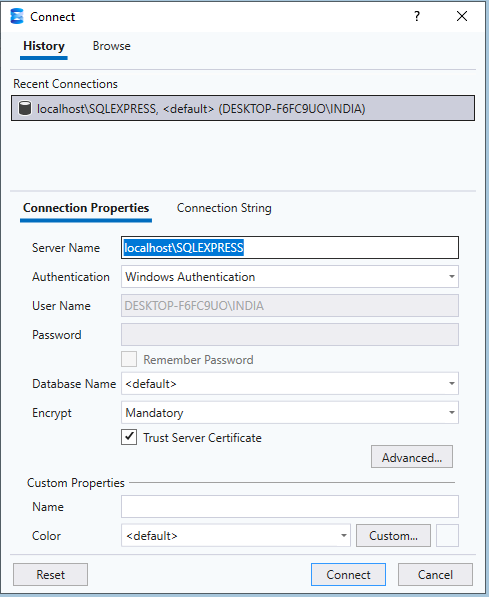 Connect
?
History Browse
Recent Connections
localhost\SQLEXPRESS, <default> (DESKTOP-F6FC9UO\INDIA)
Connection Properties Connection String
Server Name localhost\SQLEXPRESS
Authentication Windows Authentication
User Name DESKTOP-F6FC9UO\INDIA
Password
Remember Password
Database Name <default>
Encrypt Mandatory
Trust Server Certificate
Advanced...
Custom Properties
Name
Color <default> Custom...
Reset Connect Cancel